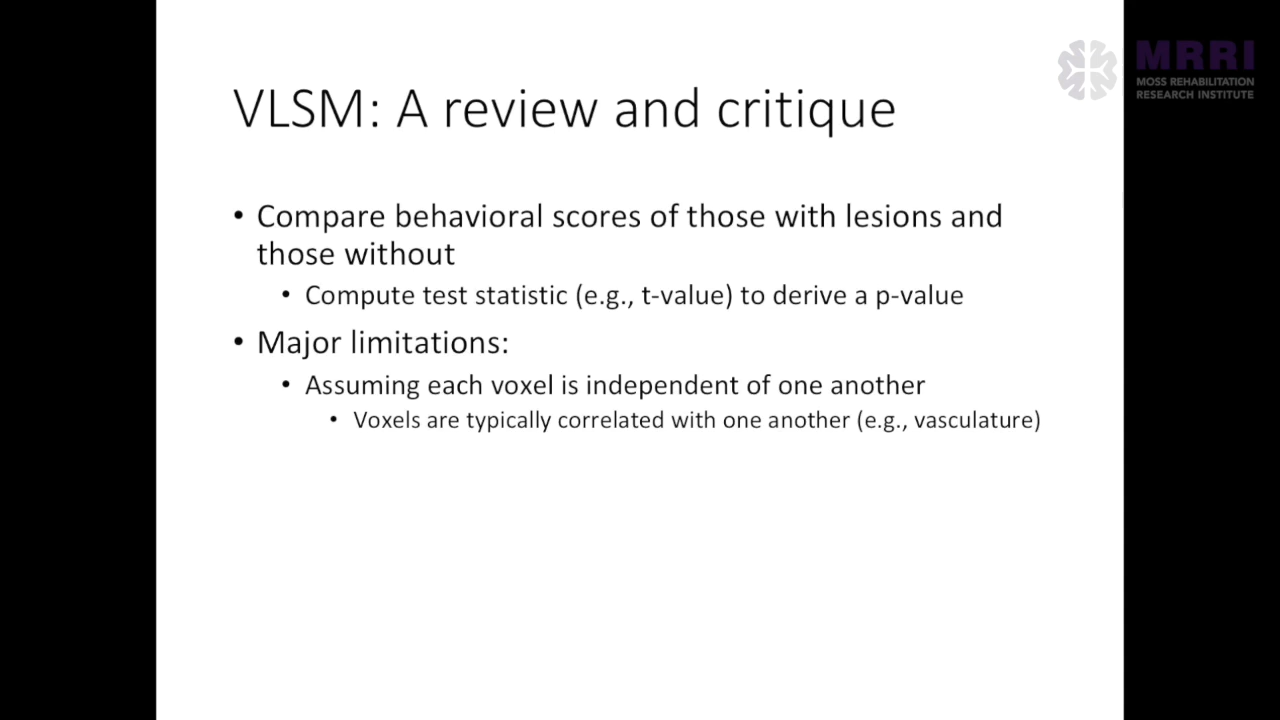 MRRI
MOSS REHABILITATION
RESEARCH INSTITUTE
VLSM: A review and critique
• Compare behavioral scores of those with lesions and
those without
• Compute test statistic (e.g., t-value) to derive a p-value
• Major limitations:
• Assuming each voxel is independent of one another
• Voxels are typically correlated with one another (e.g., vasculature)